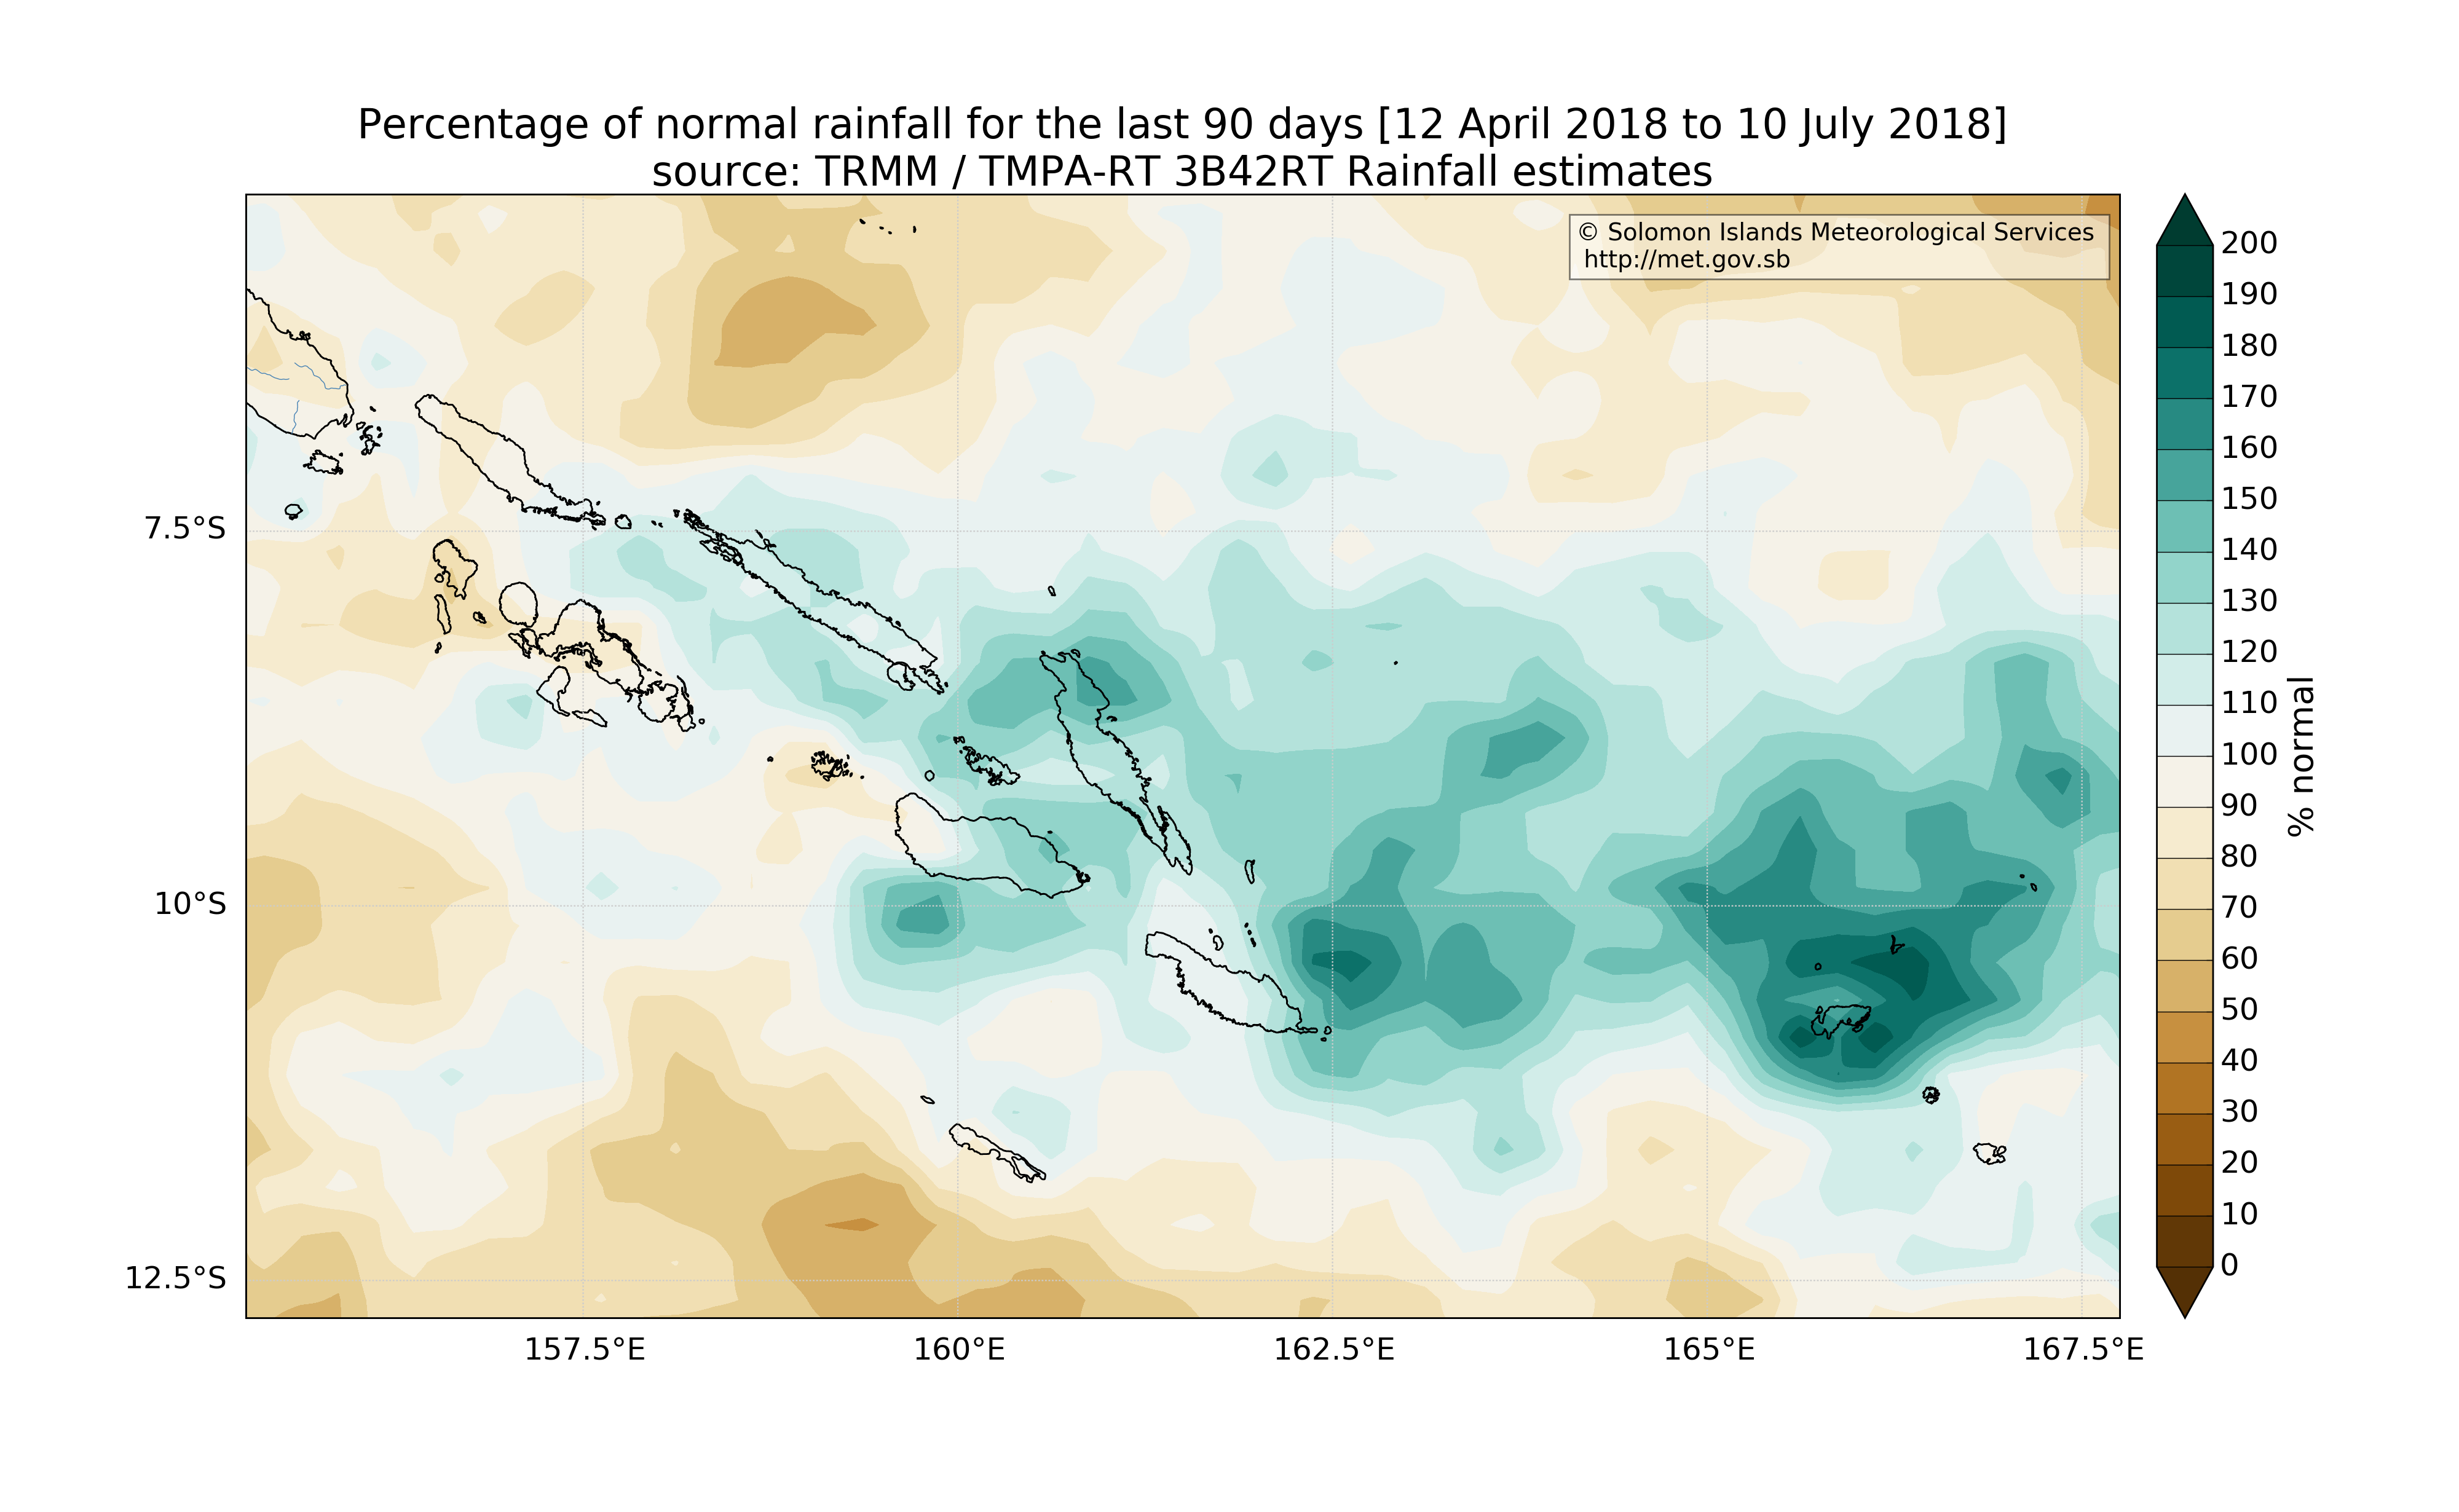 Percentage of normal rainfall for the last 90 days [12 April 2018 to 10 July 2018]
source: TRMM / TMPA-RT 3B42RT Rainfall estimates
© Solomon Islands Meteorological Services
http://met.gov.sb
7.5°S
10°S
12.5°S
157.5°E
160°E
162.5°E
165°E
167.5°E
200
190
180
170
160
150
140
130
120
110
100
90
80
70
60
50
40
30
20
10
0
% normal